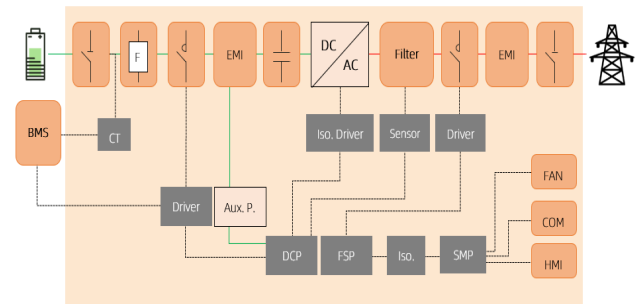 F
EMI
DC
AC
Filter
EMI
BMS
CT
Iso. Driver
Sensor
Driver
Driver
Aux. P.
FAN
COM
HMI
DCP
FSP
Iso.
SMP